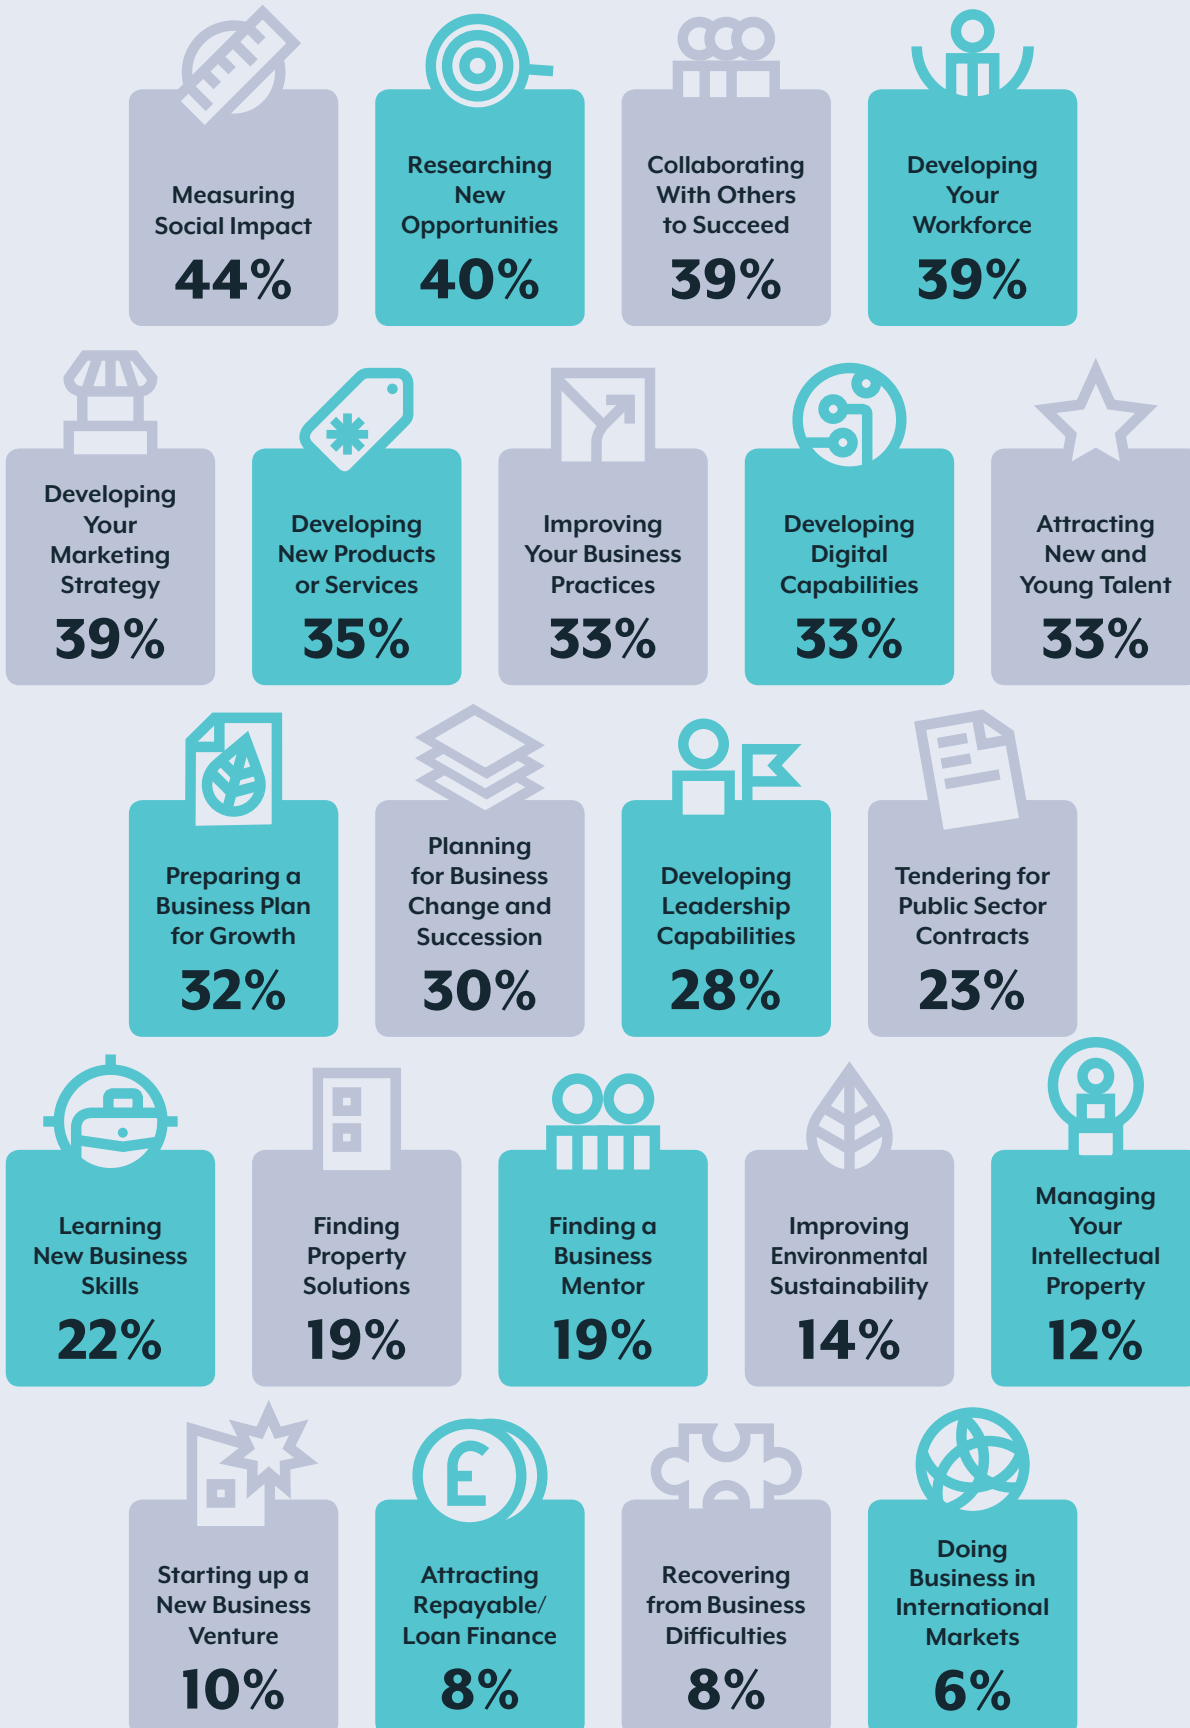 Measuring
Social Impact
44%
Researching
New
Opportunities
40%
Collaborating
With Others
to Succeed
39%
Developing
Your
Workforce
39%
Developing
Your
Marketing
Strategy
39%
Developing
New Products
or Services
35%
Improving
Your Business
Practices
33%
Developing
Digital
Capabilities
33%
Attracting
New and
Young Talent
33%
Preparing a
Business Plan
for Growth
32%
Planning
for Business
Change and
Succession
30%
Developing
Leadership
Capabilities
28%
Tendering for
Public Sector
Contracts
23%
Learning
New Business
Skills
22%
Finding
Property
Solutions
19%
Finding a
Business
Mentor
19%
Improving
Environmental
Sustainability
14%
Managing
Your
Intellectual
Property
12%
Starting up a
New Business
Venture
10%
£
Attracting
Repayable/
Loan Finance
8%
Recovering
from Business
Difficulties
8%
Doing
Business in
International
Markets
6%